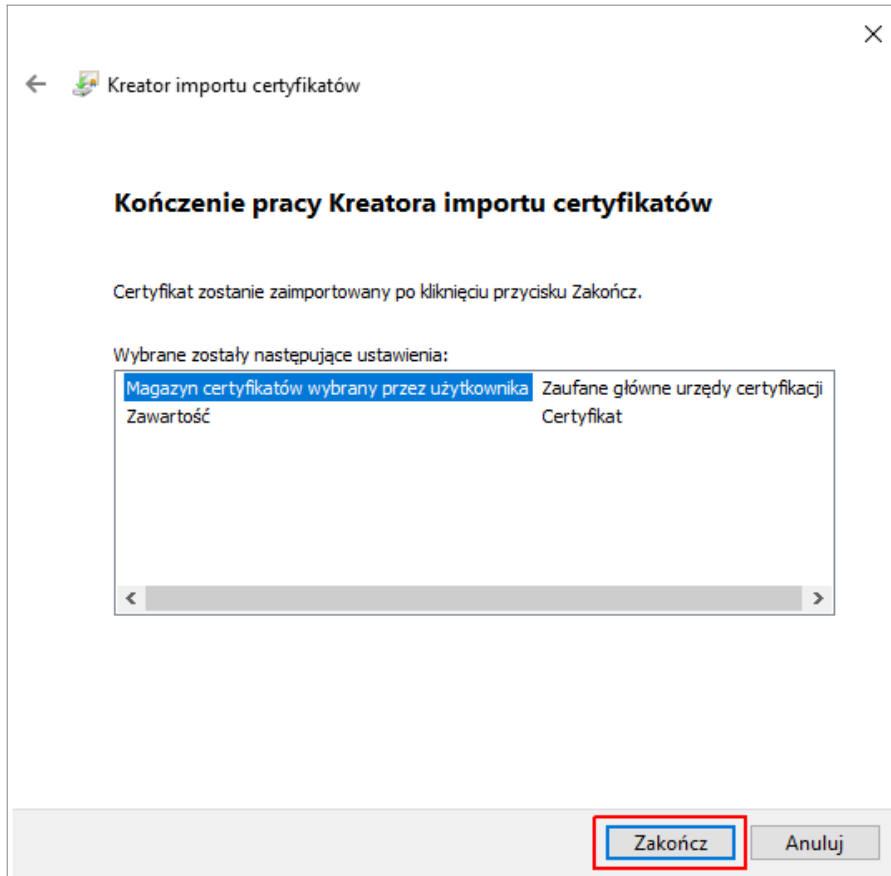 Kreator importu certyfikatów
Kończenie pracy Kreatora importu certyfikatów
Certyfikat zostanie zaimportowany po kliknięciu przycisku Zakończ.
Wybrane zostały następujące ustawienia:
Magazyn certyfikatów wybrany przez użytkownika Zaufane główne urzędy certyfikacji
Zawartość Certyfikat
Zakończ Anuluj